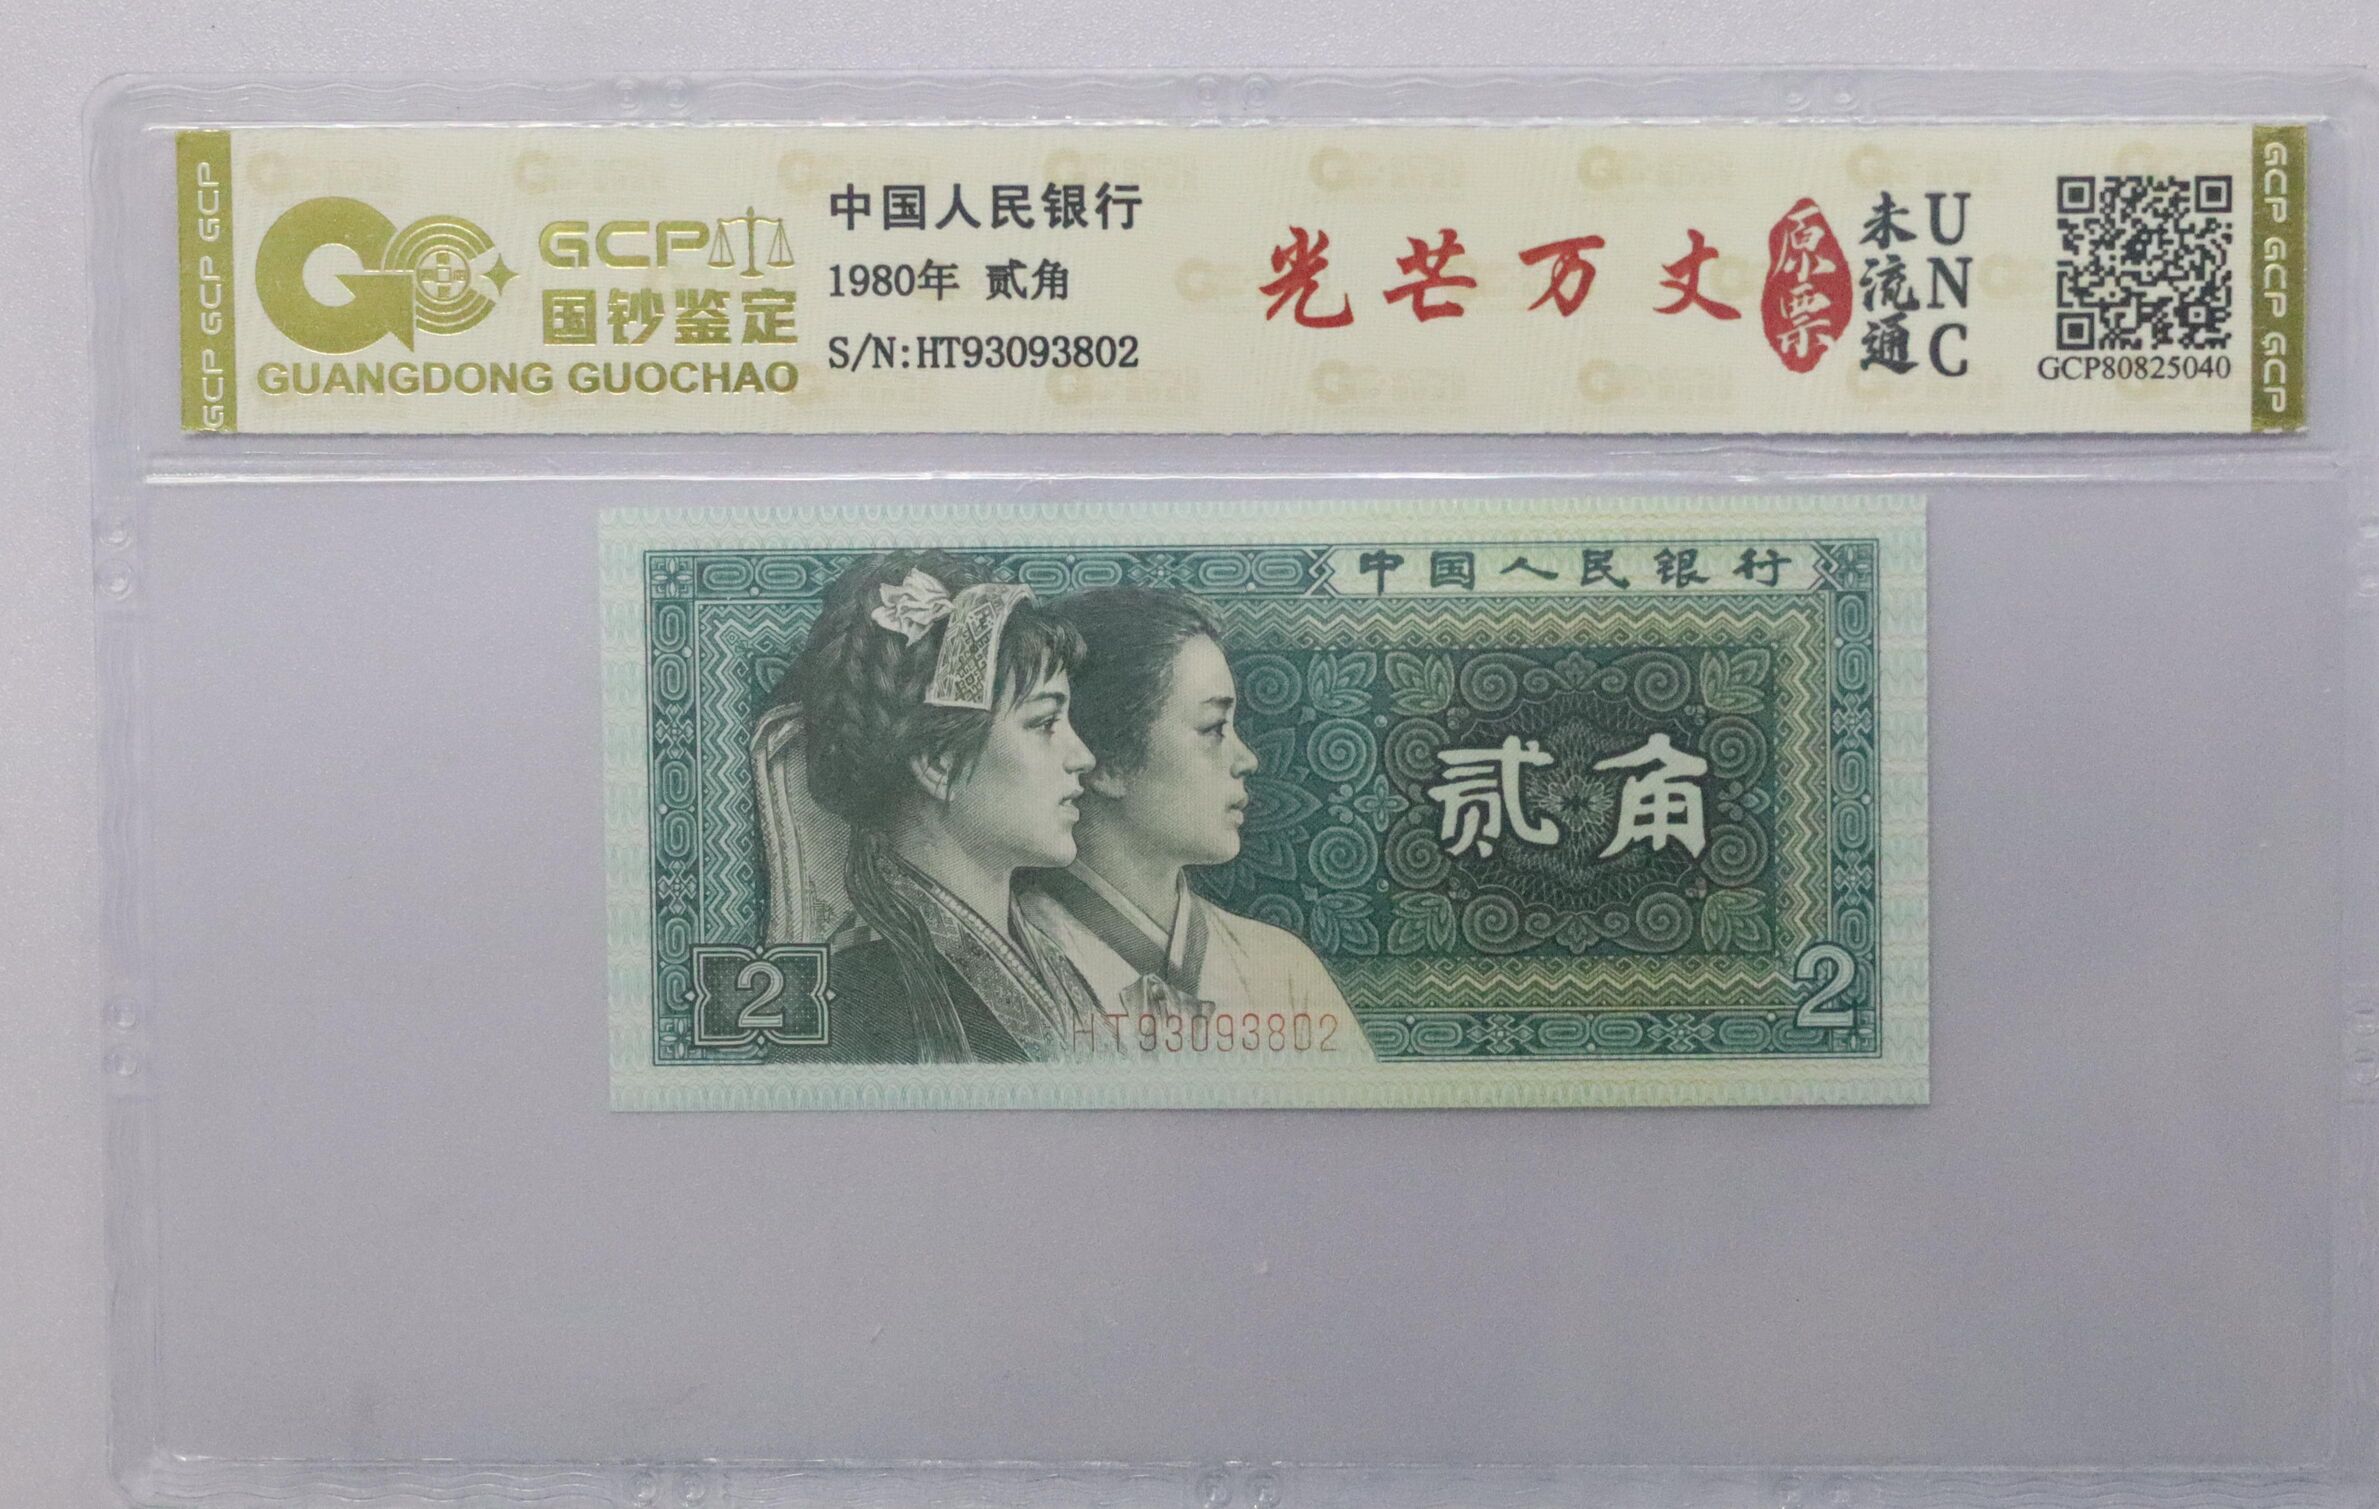 GCP GCP GCP
GCP
国钞鉴定
GUANGDONG GUOCHAO
中国人民银行
1980年 贰角
S/N:HT93093802
光芒万丈
原票
未流通
UNC
GCP80825040
GCP GCP GCP
中国人民银行
贰角
2
HT93093802
2